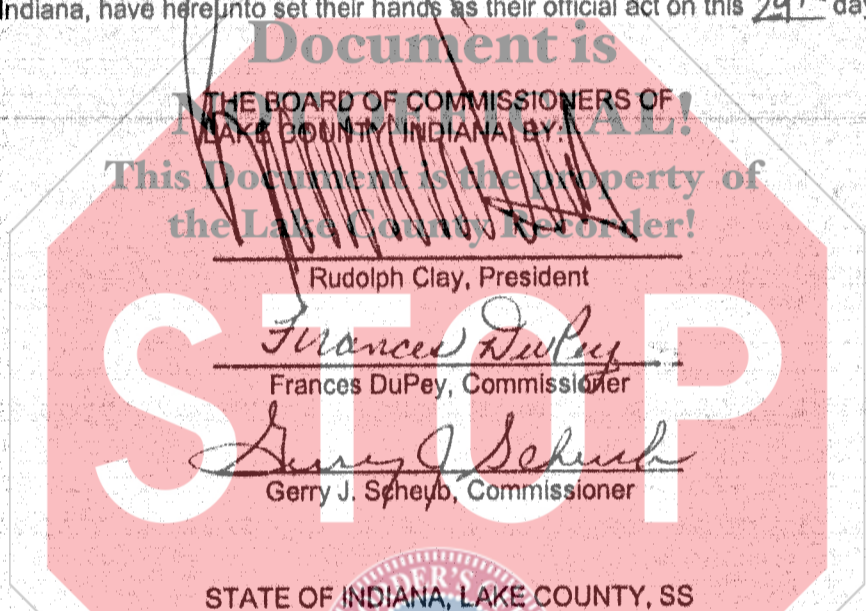 Indiana, have hereunto set their hands as their official act on this 29th day
Document is
NOT OFFICIAL!
THE BOARD OF COMMISSIONERS OF
LAKE COUNTY, INDIANA, BY:
This Document is the property of
the Lake County Recorder!
Rudolph Clay, President
Frances DuPey
Frances DuPey, Commissioner
Gerry J Scheub
Gerry J. Scheub, Commissioner
STOP
STATE OF INDIANA, LAKE COUNTY, SS